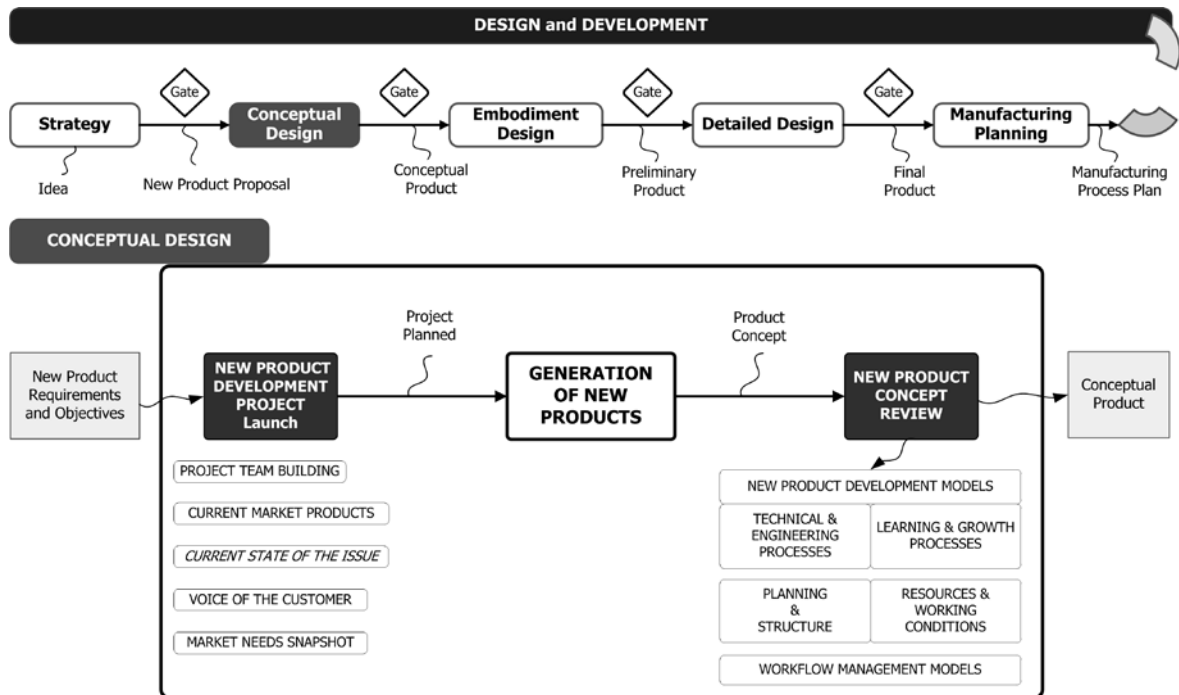 DESIGN and DEVELOPMENT
Gate
Gate
Gate
Gate
Strategy
Conceptual
Design
Embodiment
Design
Detailed Design
Manufacturing
Planning
Idea
New Product Proposal
Conceptual
Product
Preliminary
Product
Final
Product
Manufacturing
Process Plan
CONCEPTUAL DESIGN
New Product
Requirements
and Objectives
NEW PRODUCT
DEVELOPMENT
PROJECT
Launch
Project
Planned
GENERATION
OF NEW
PRODUCTS
Product
Concept
NEW PRODUCT
CONCEPT
REVIEW
Conceptual
Product
PROJECT TEAM BUILDING
CURRENT MARKET PRODUCTS
CURRENT STATE OF THE ISSUE
VOICE OF THE CUSTOMER
MARKET NEEDS SNAPSHOT
NEW PRODUCT DEVELOPMENT MODELS
TECHNICAL &
ENGINEERING
PROCESSES
LEARNING & GROWTH
PROCESSES
PLANNING
&
STRUCTURE
RESOURCES &
WORKING
CONDITIONS
WORKFLOW MANAGEMENT MODELS